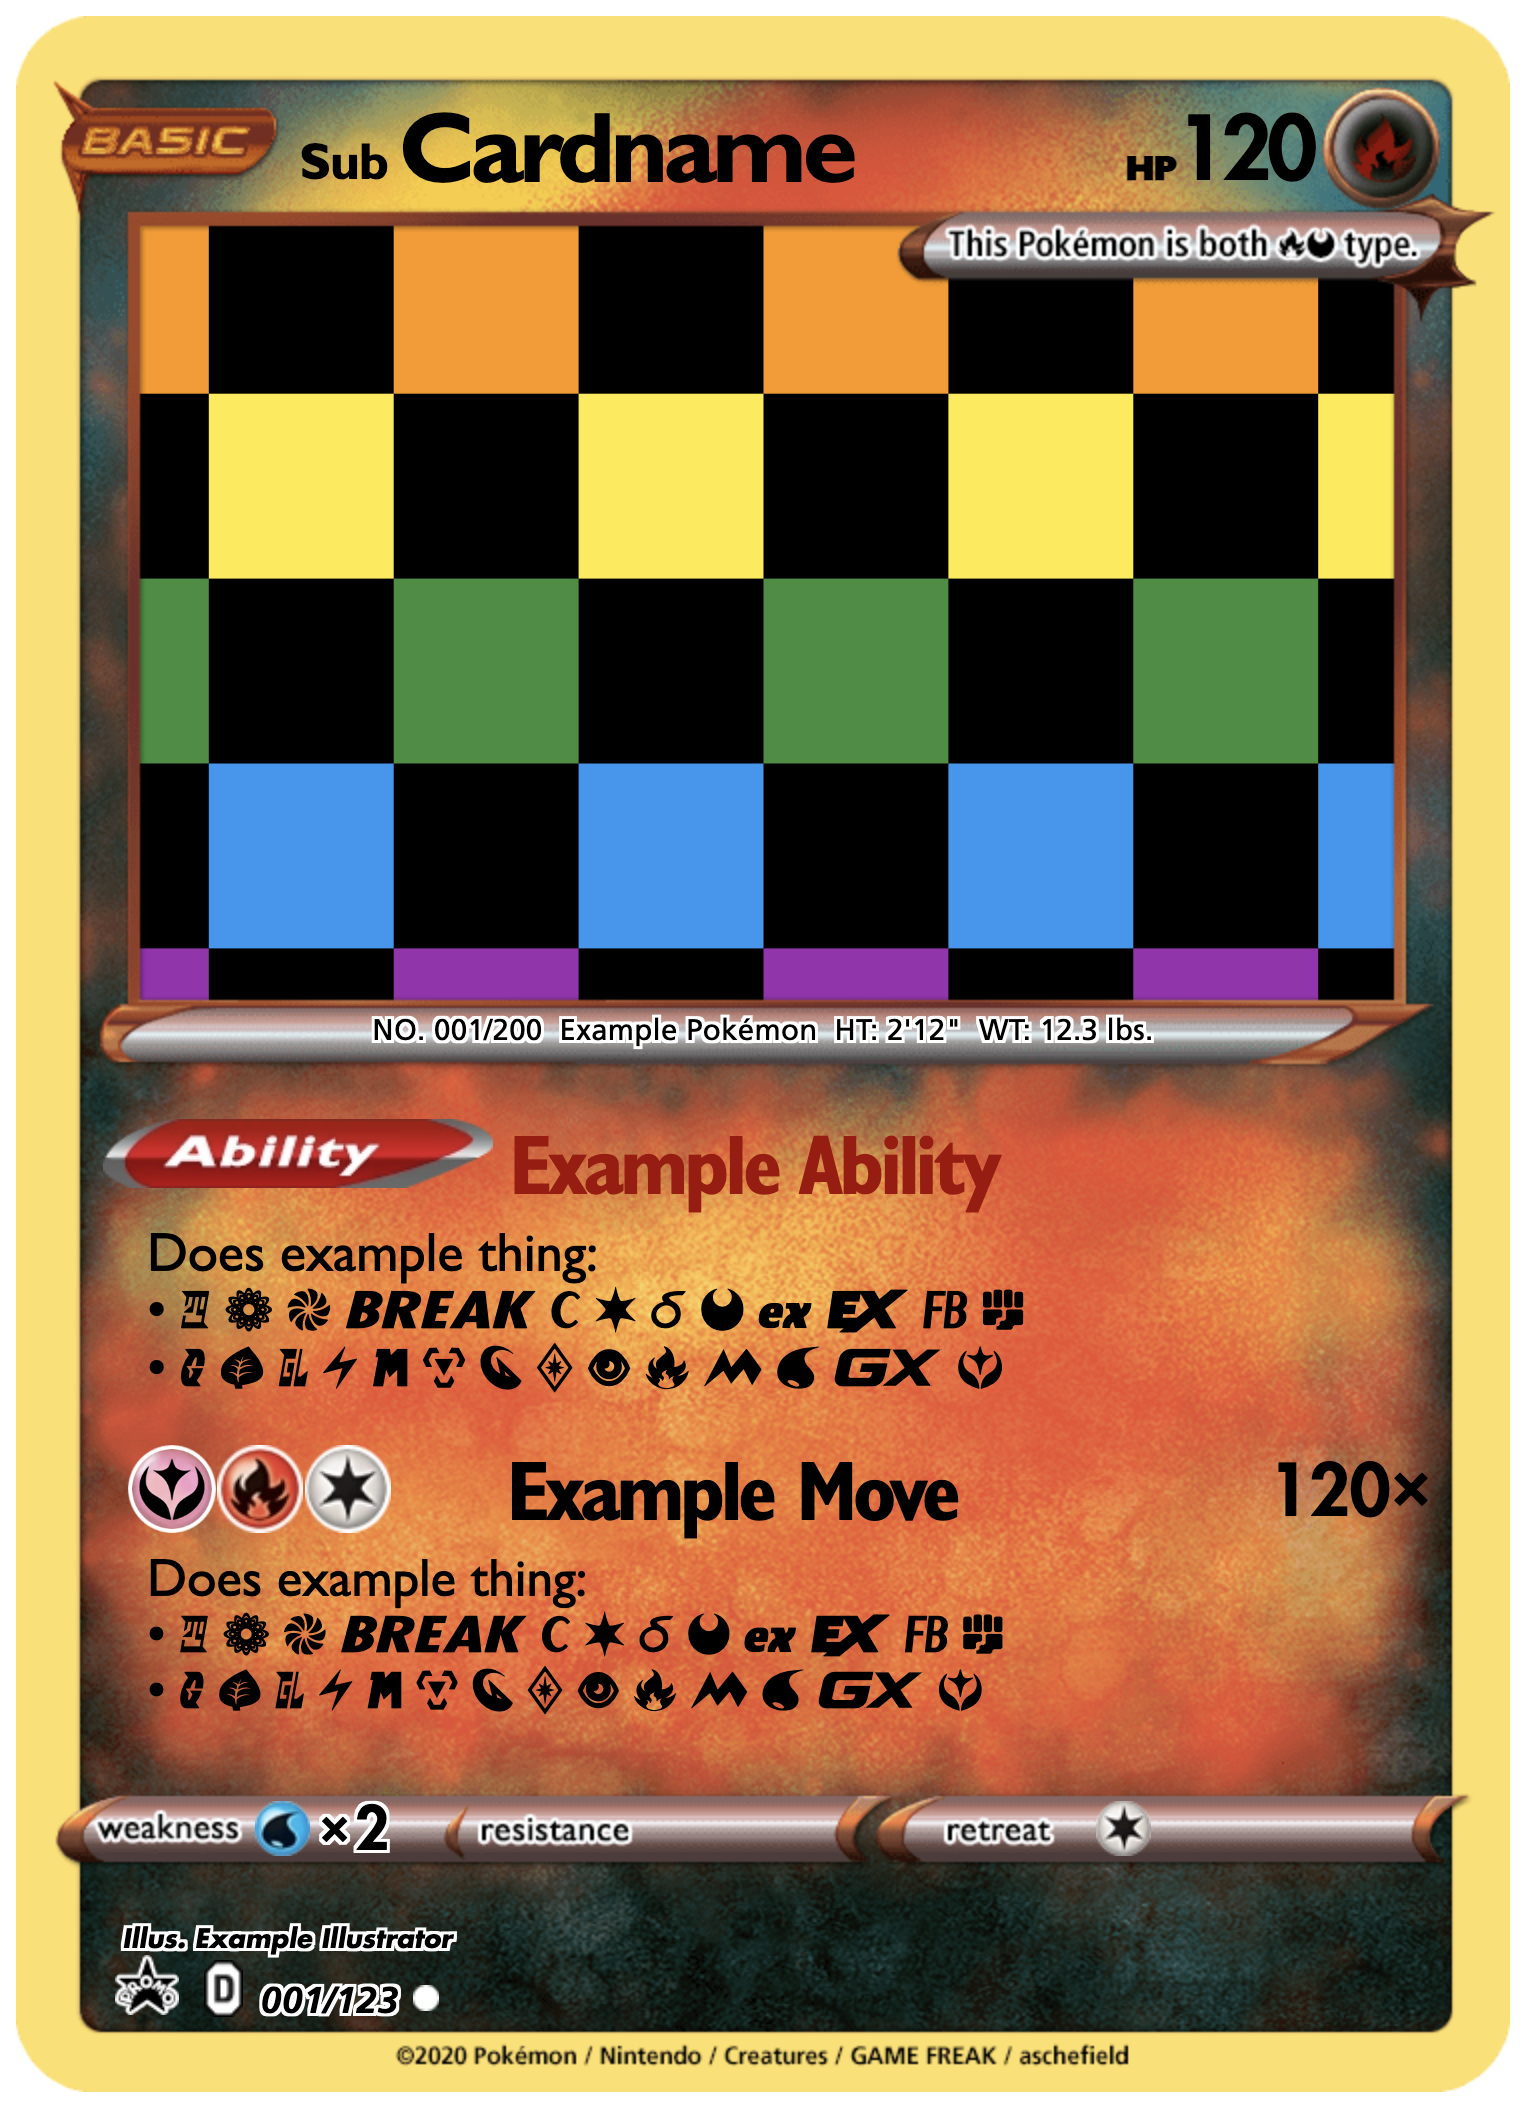 BASIC Sub Cardname HP 120
This Pokémon is both type.
NO. 001/200 Example Pokémon HT: 2'12" WT: 12.3 lbs.
Ability Example Ability
Does example thing:
• BREAK C δ ex EX FB
• G GL M GX
Example Move 120×
Does example thing:
• BREAK C δ ex EX FB
• G GL M GX
weakness ×2 resistance retreat
Illus. Example Illustrator
PROMO D 001/123
©2020 Pokémon / Nintendo / Creatures / GAME FREAK / aschefield